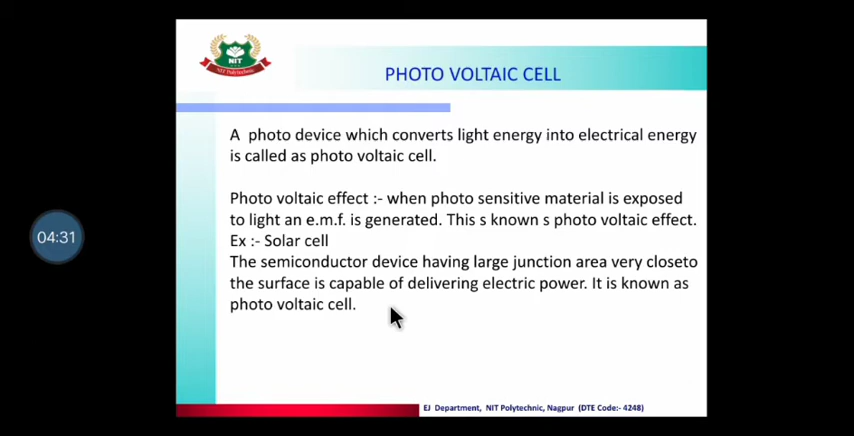 NIT
NIT Polytechnic
PHOTO VOLTAIC CELL
A photo device which converts light energy into electrical energy
is called as photo voltaic cell.
Photo voltaic effect :- when photo sensitive material is exposed
to light an e.m.f. is generated. This s known s photo voltaic effect.
Ex :- Solar cell
The semiconductor device having large junction area very closeto
the surface is capable of delivering electric power. It is known as
photo voltaic cell.
04:31
EJ Department, NIT Polytechnic, Nagpur (DTE Code:- 4248)